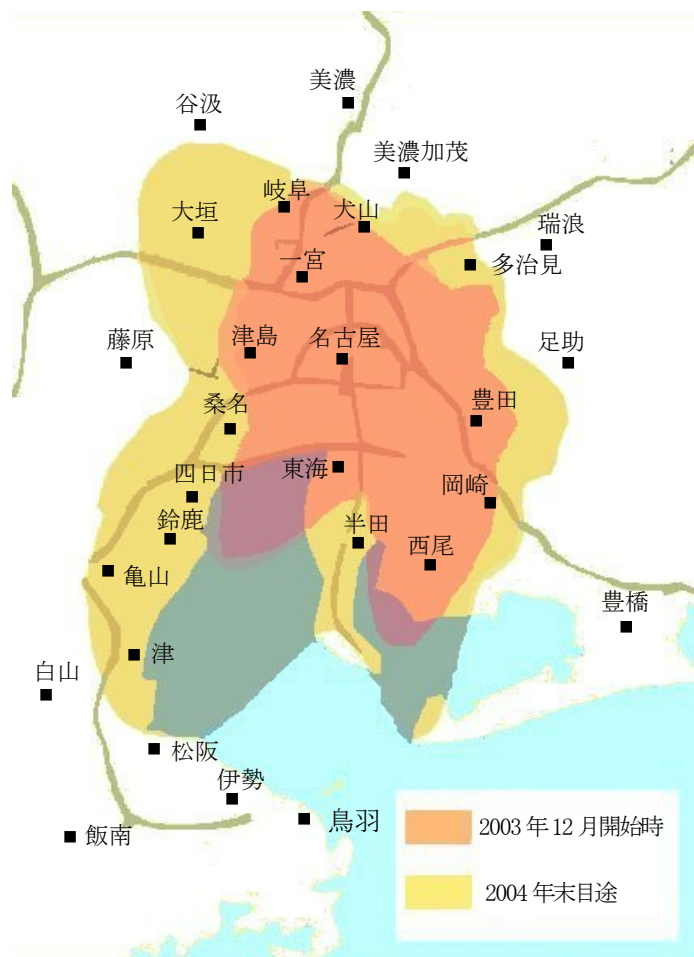 美濃
谷汲
美濃加茂
岐阜
犬山
大垣
瑞浪
多治見
一宮
津島
名古屋
藤原
足助
桑名
豊田
東海
四日市
岡崎
鈴鹿
半田
西尾
亀山
豊橋
津
白山
松阪
伊勢
鳥羽
飯南
2003年12月開始時
2004年末目途